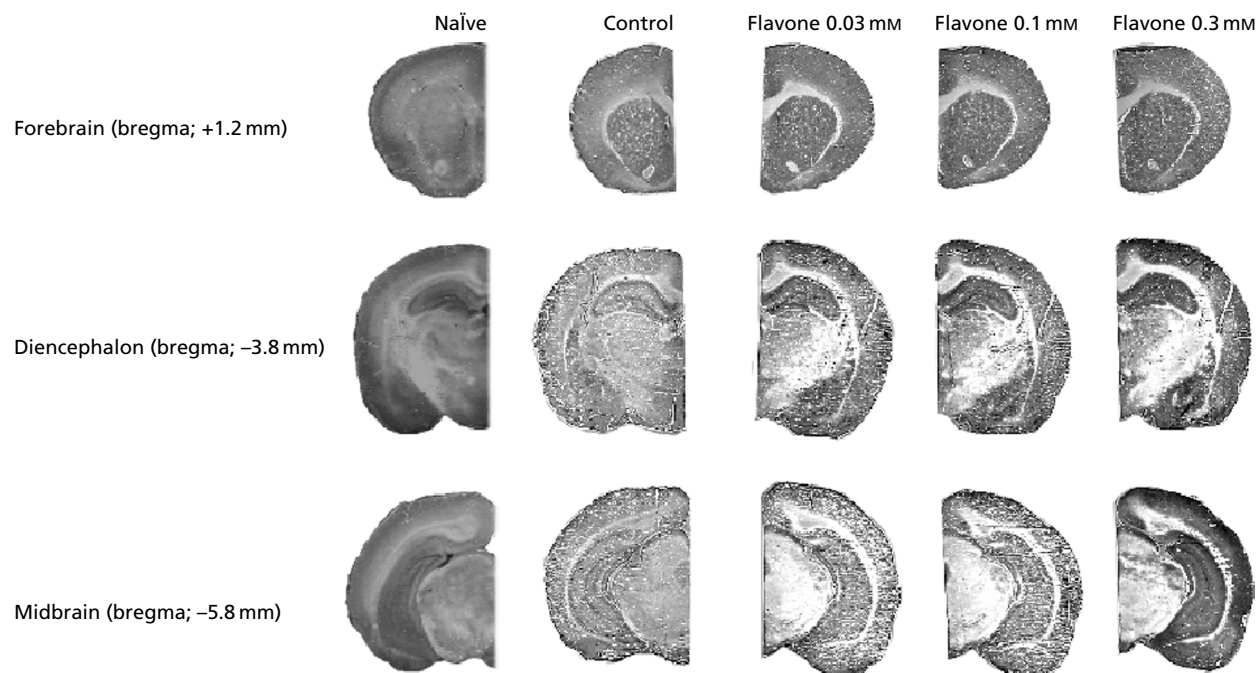 NaÏve Control Flavone 0.03 mM Flavone 0.1 mM Flavone 0.3 mM
Forebrain (bregma; +1.2 mm)
Diencephalon (bregma; –3.8 mm)
Midbrain (bregma; –5.8 mm)